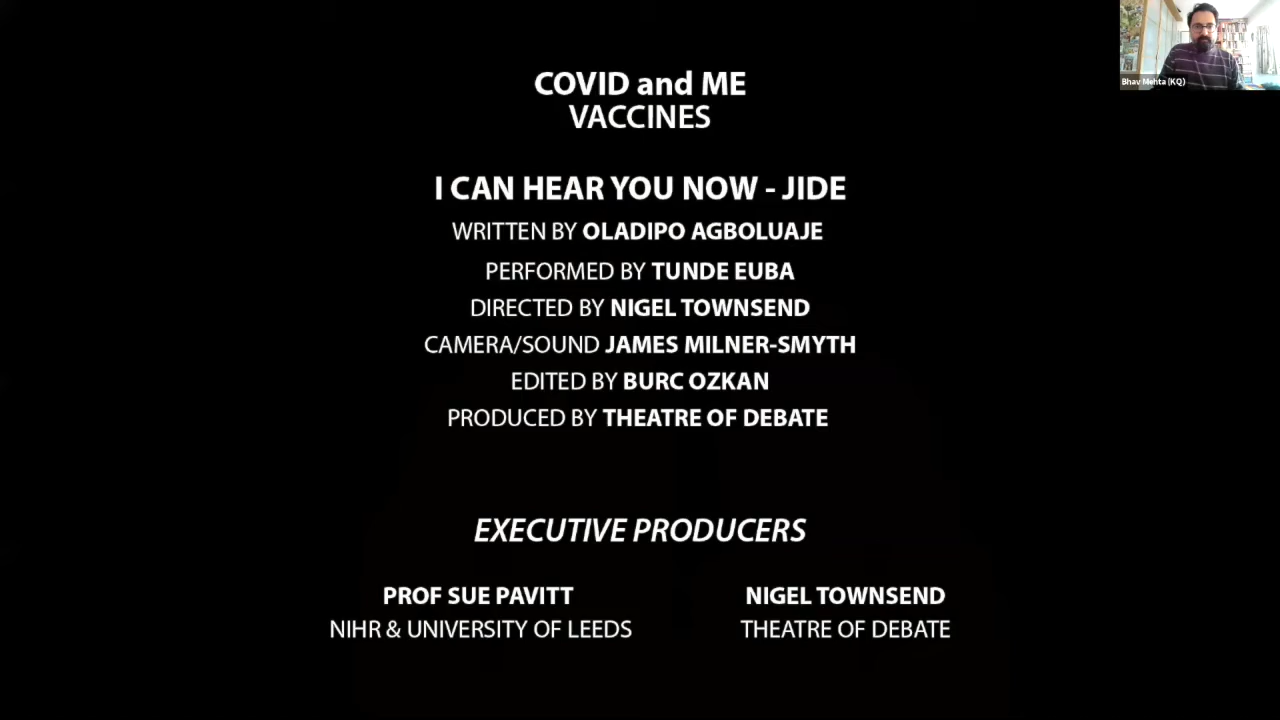 COVID and ME
VACCINES
I CAN HEAR YOU NOW - JIDE
WRITTEN BY OLADIPO AGBOLUAJE
PERFORMED BY TUNDE EUBA
DIRECTED BY NIGEL TOWNSEND
CAMERA/SOUND JAMES MILNER-SMYTH
EDITED BY BURC OZKAN
PRODUCED BY THEATRE OF DEBATE
EXECUTIVE PRODUCERS
PROF SUE PAVITT
NIHR & UNIVERSITY OF LEEDS
NIGEL TOWNSEND
THEATRE OF DEBATE
Bhav Mehta (KQ)